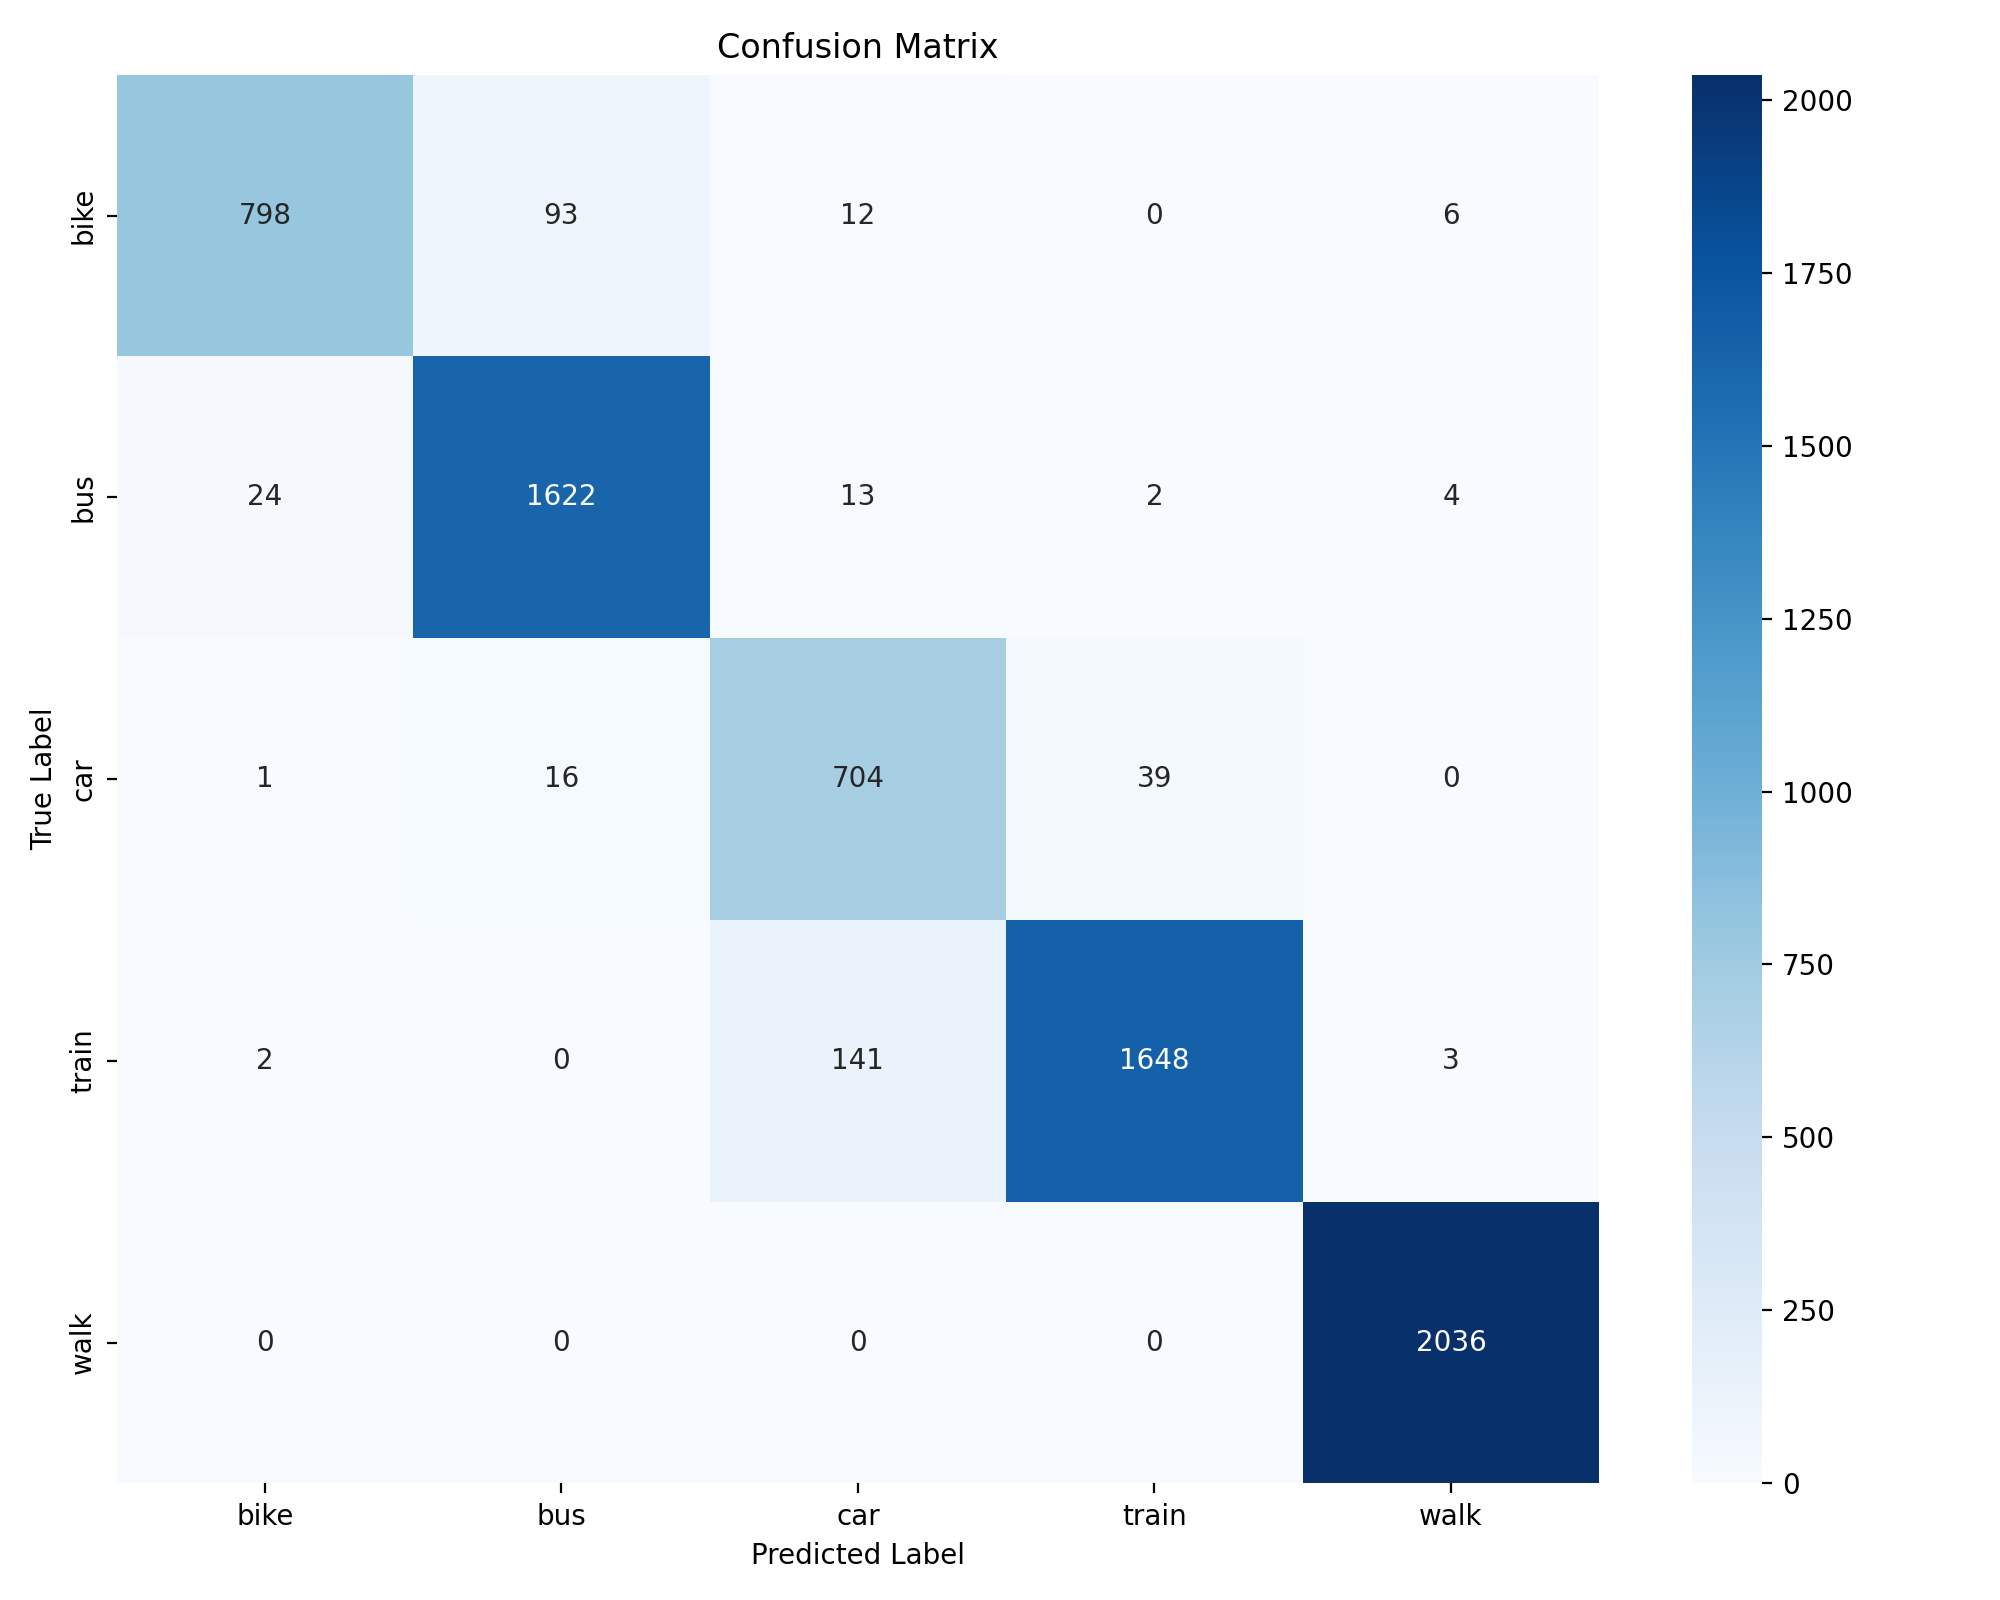 Confusion Matrix
True Label
bike 798 93 12 0 6
bus 24 1622 13 2 4
car 1 16 704 39 0
train 2 0 141 1648 3
walk 0 0 0 0 2036
bike bus car train walk
Predicted Label
2000
1750
1500
1250
1000
750
500
250
0